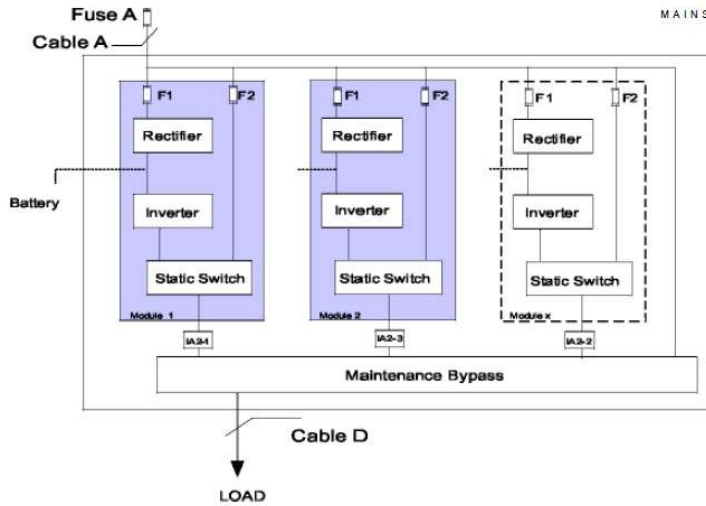 Fuse A
MAINS
Cable A
F1 F2 F1 F2 F1 F2
Rectifier Rectifier Rectifier
Battery
Inverter Inverter Inverter
Static Switch Static Switch Static Switch
Module 1 Module 2 Module x
IA2-1 IA2-3 IA2-2
Maintenance Bypass
Cable D
LOAD